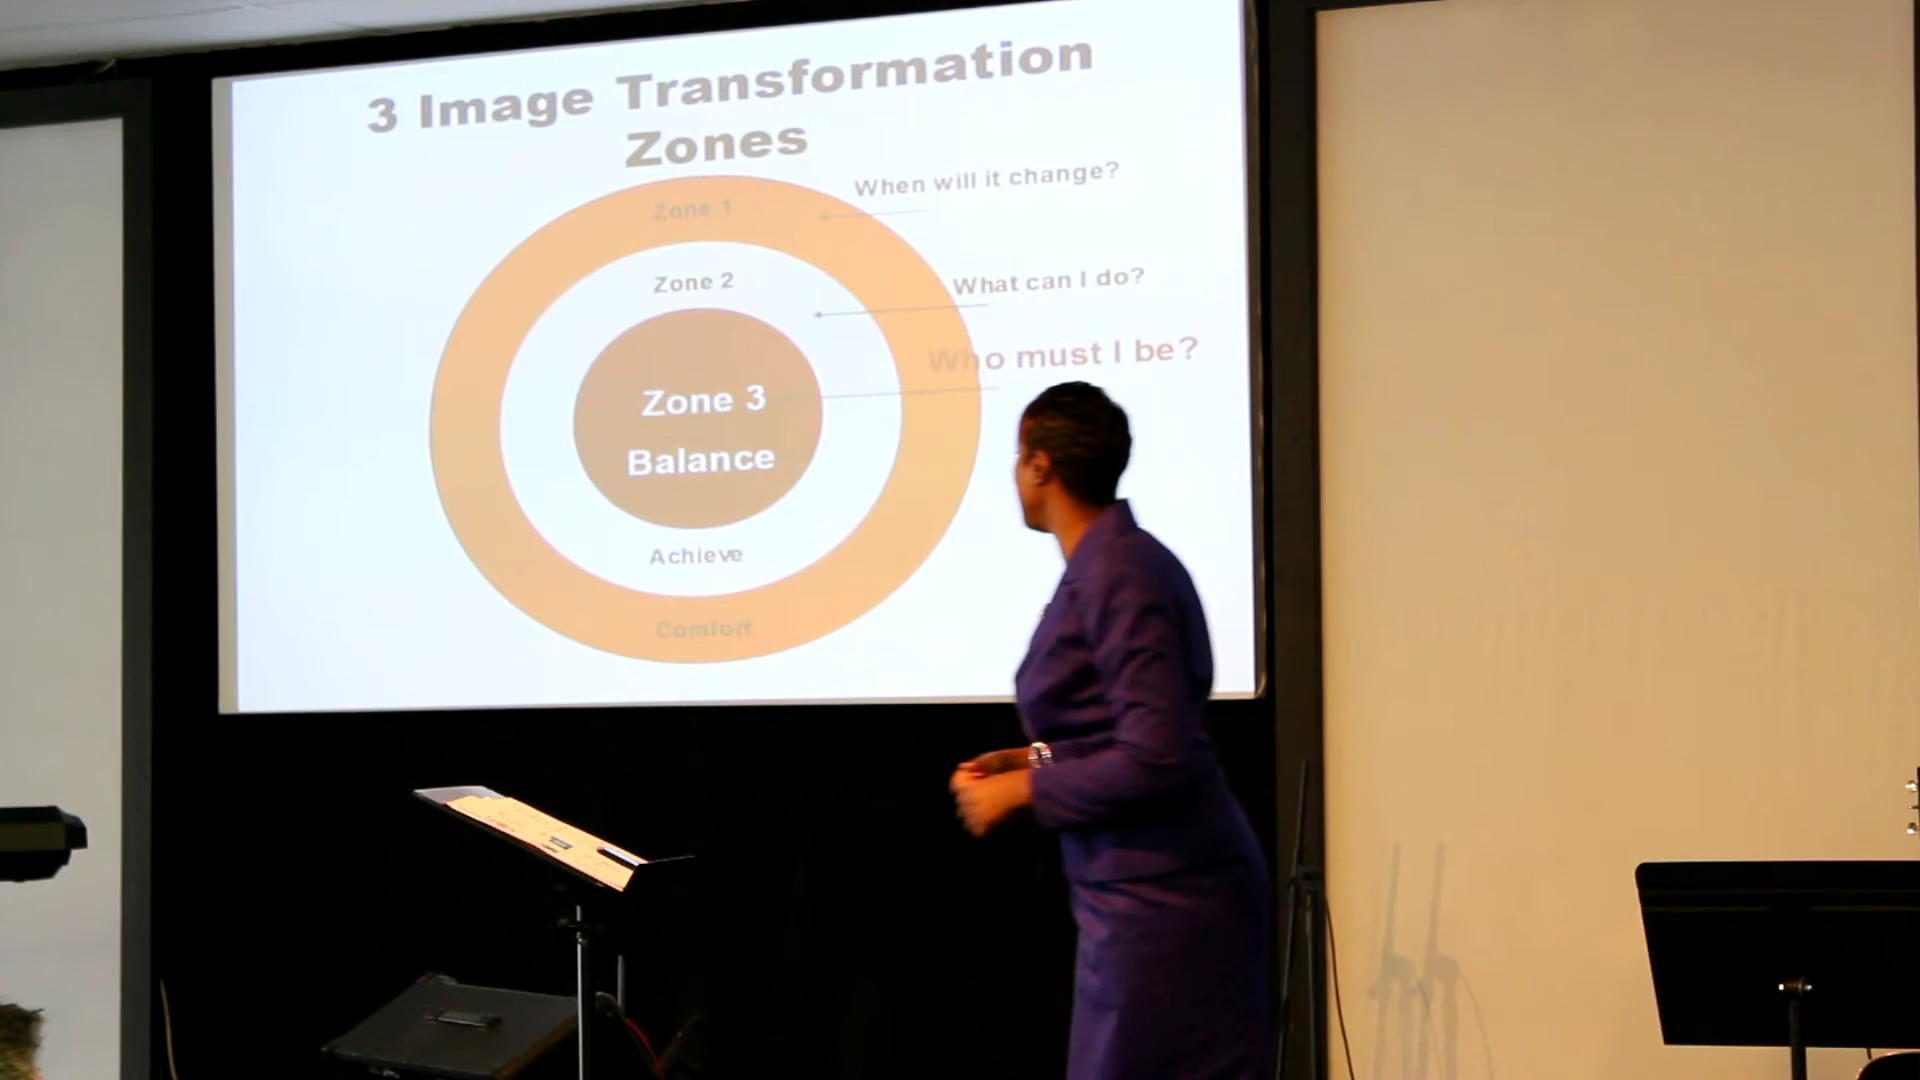 3 Image Transformation
Zones
When will it change?
Zone 1
What can I do?
Zone 2
Who must I be?
Zone 3
Balance
Achieve
Comfort